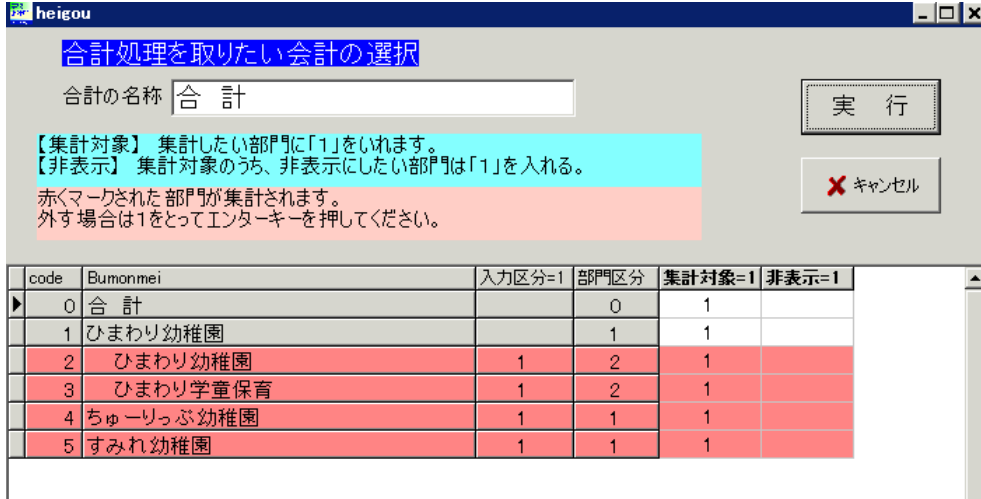 heigou
合計処理を取りたい会計の選択
合計の名称 合　計
実　行
【集計対象】 集計したい部門に「1」をいれます。
【非表示】 集計対象のうち、非表示にしたい部門は「1」を入れる。
キャンセル
赤くマークされた部門が集計されます。
外す場合は1をとってエンターキーを押してください。
code Bumonmei 入力区分=1 部門区分 集計対象=1 非表示=1
0 合　計 0 1
1 ひまわり幼稚園 1 1
2 ひまわり幼稚園 1 2 1
3 ひまわり学童保育 1 2 1
4 ちゅーりっぷ幼稚園 1 1 1
5 すみれ幼稚園 1 1 1